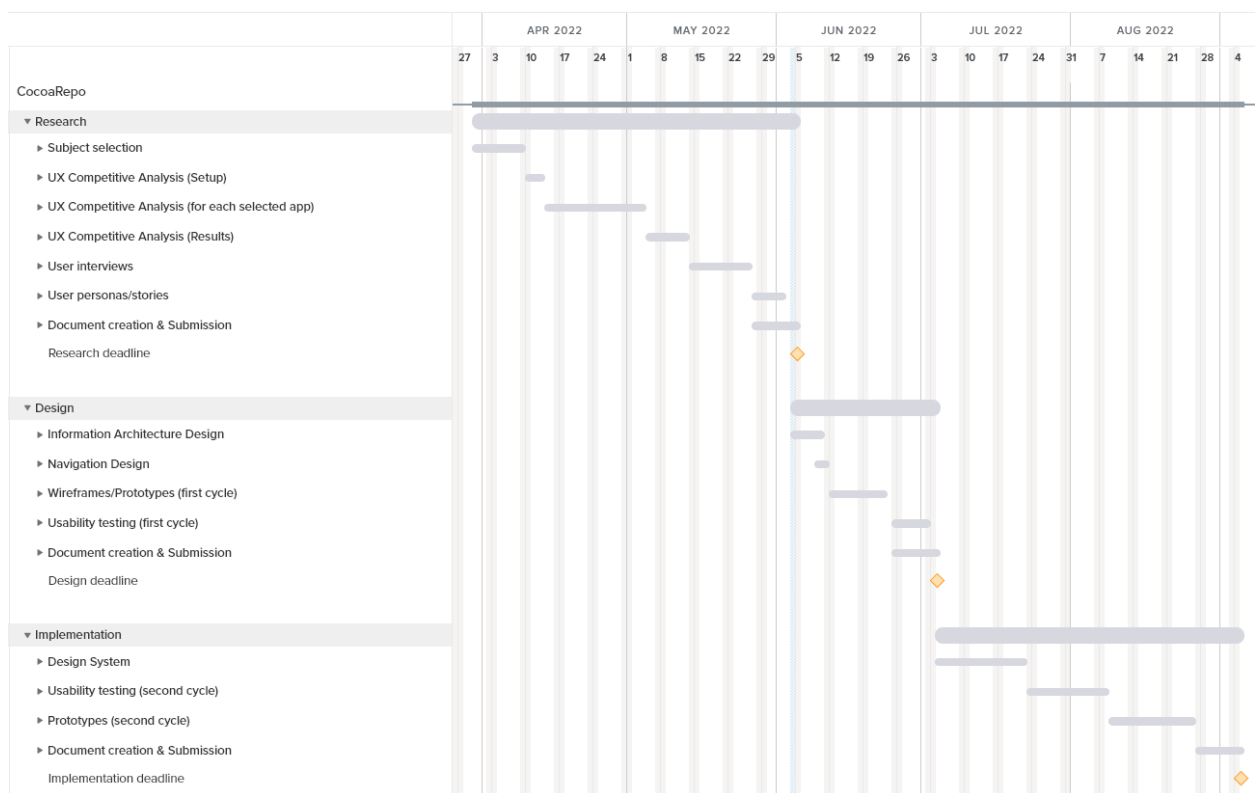 APR 2022 MAY 2022 JUN 2022 JUL 2022 AUG 2022
27 3 10 17 24 1 8 15 22 29 5 12 19 26 3 10 17 24 31 7 14 21 28 4
CocoaRepo
Research
Subject selection
UX Competitive Analysis (Setup)
UX Competitive Analysis (for each selected app)
UX Competitive Analysis (Results)
User interviews
User personas/stories
Document creation & Submission
Research deadline
Design
Information Architecture Design
Navigation Design
Wireframes/Prototypes (first cycle)
Usability testing (first cycle)
Document creation & Submission
Design deadline
Implementation
Design System
Usability testing (second cycle)
Prototypes (second cycle)
Document creation & Submission
Implementation deadline